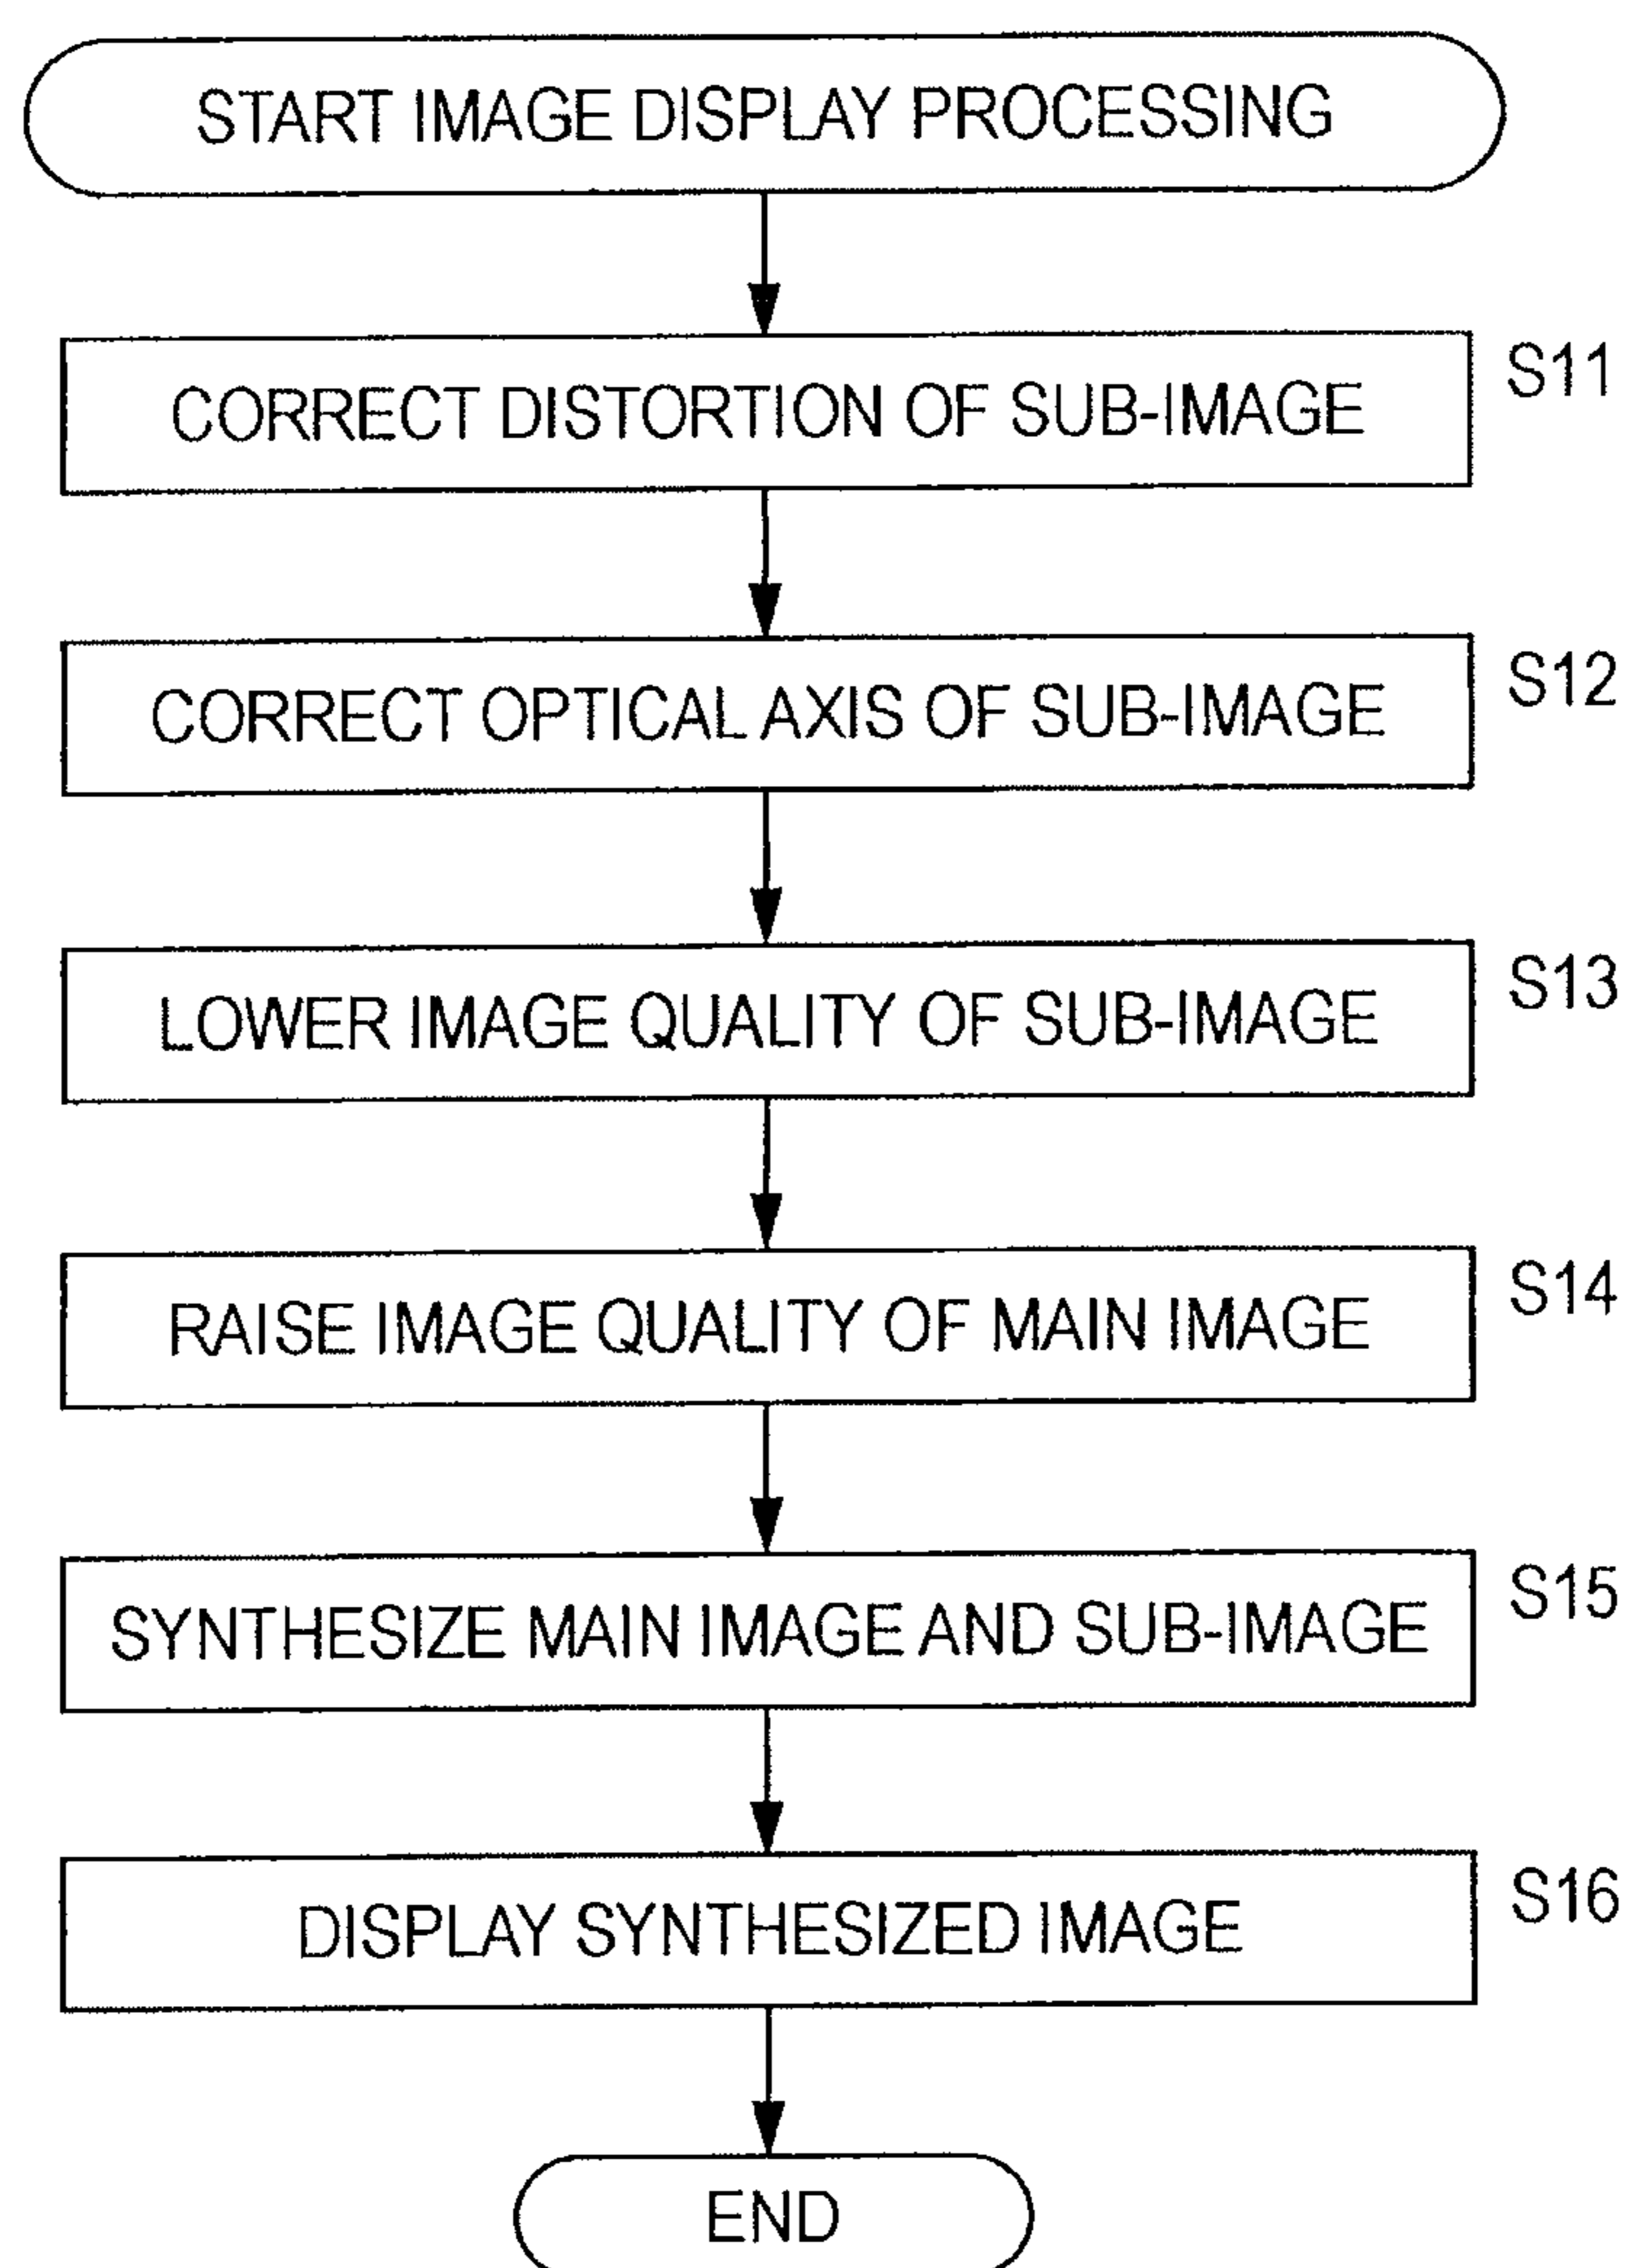 START IMAGE DISPLAY PROCESSING
S11
CORRECT DISTORTION OF SUB-IMAGE
S12
CORRECT OPTICAL AXIS OF SUB-IMAGE
S13
LOWER IMAGE QUALITY OF SUB-IMAGE
S14
RAISE IMAGE QUALITY OF MAIN IMAGE
S15
SYNTHESIZE MAIN IMAGE AND SUB-IMAGE
S16
DISPLAY SYNTHESIZED IMAGE
END